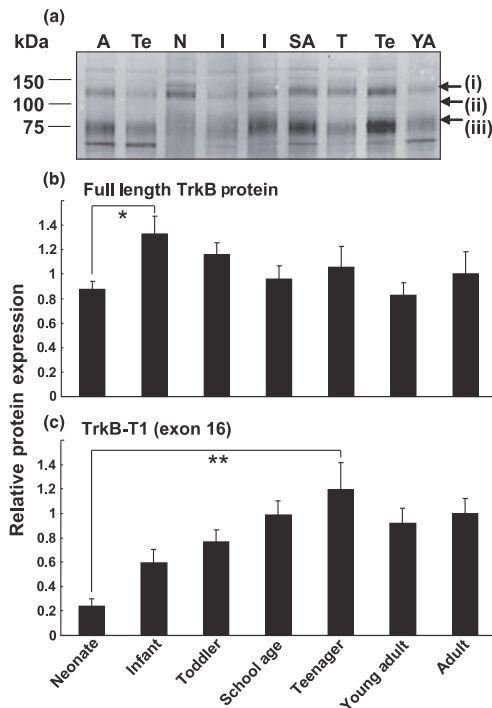 (a)
kDa A Te N I I SA T Te YA
150
100
75
(i)
(ii)
(iii)
(b) Full length TrkB protein
*
1.4
1.2
1
0.8
0.6
0.4
0.2
0
Relative protein expression
(c) TrkB-T1 (exon 16)
**
1.4
1.2
1
0.8
0.6
0.4
0.2
0
Neonate Infant Toddler School age Teenager Young adult Adult